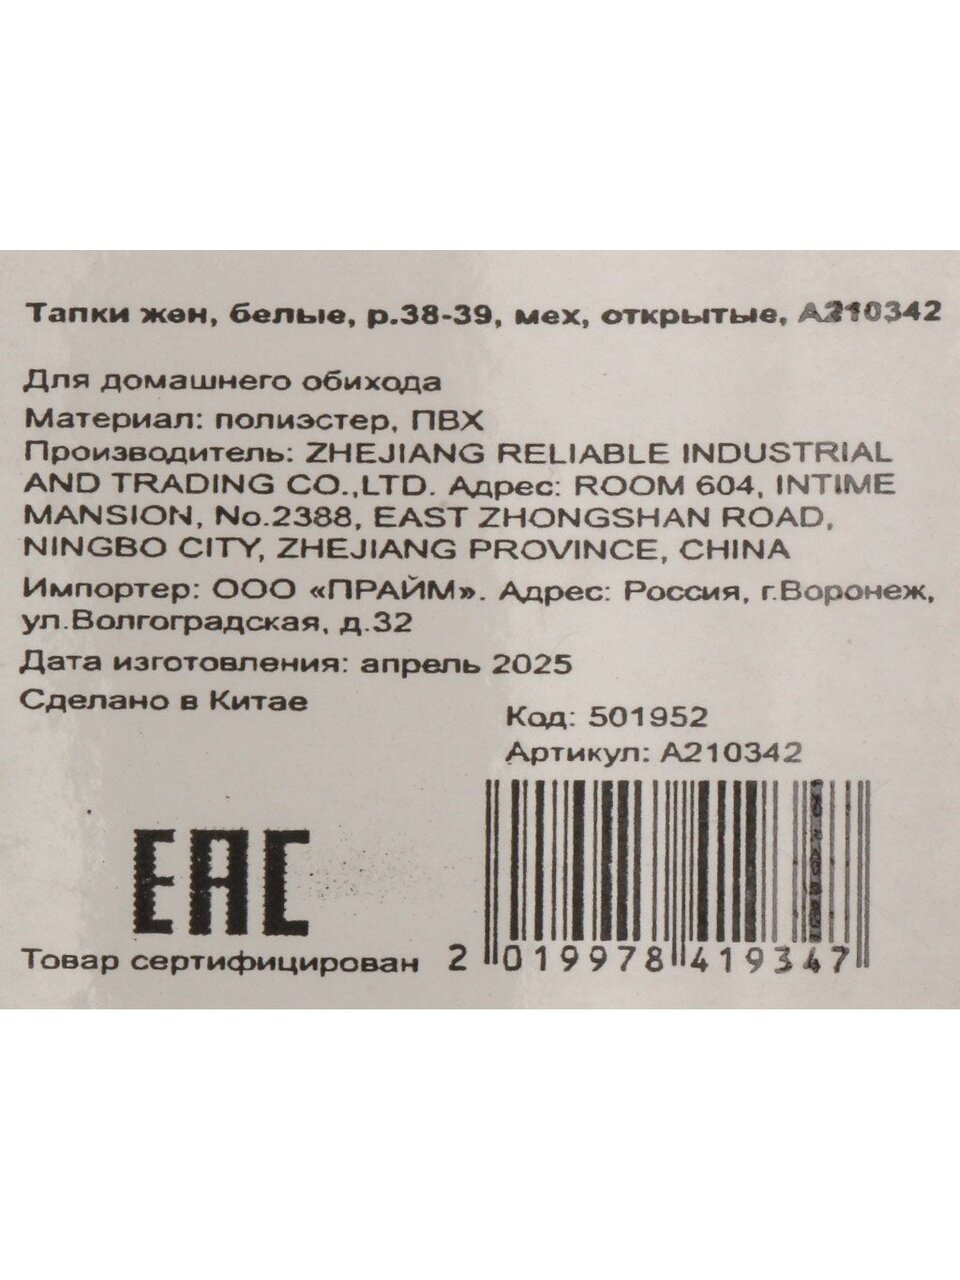 Тапки жен, белые, р.38-39, мех, открытые, А210342
Для домашнего обихода
Материал: полиэстер, ПВХ
Производитель: ZHEJIANG RELIABLE INDUSTRIAL
AND TRADING CO.,LTD. Адрес: ROOM 604, INTIME
MANSION, No.2388, EAST ZHONGSHAN ROAD,
NINGBO CITY, ZHEJIANG PROVINCE, CHINA
Импортер: ООО «ПРАЙМ». Адрес: Россия, г.Воронеж,
ул.Волгоградская, д.32
Дата изготовления: апрель 2025
Сделано в Китае
Код: 501952
Артикул: А210342
ЕАС
Товар сертифицирован
2 019978 419347